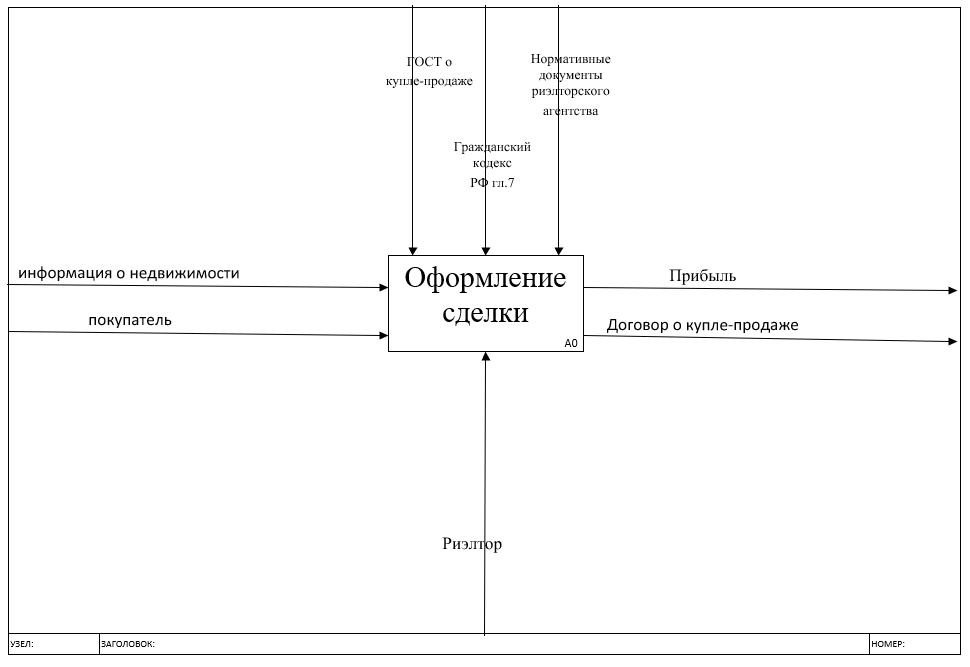 ГОСТ о
купле-продаже
Нормативные
документы
риэлторского
агентства
Гражданский
кодекс
РФ гл.7
информация о недвижимости
покупатель
Оформление
сделки
А0
Прибыль
Договор о купле-продаже
Риэлтор
УЗЕЛ:
ЗАГОЛОВОК:
НОМЕР: